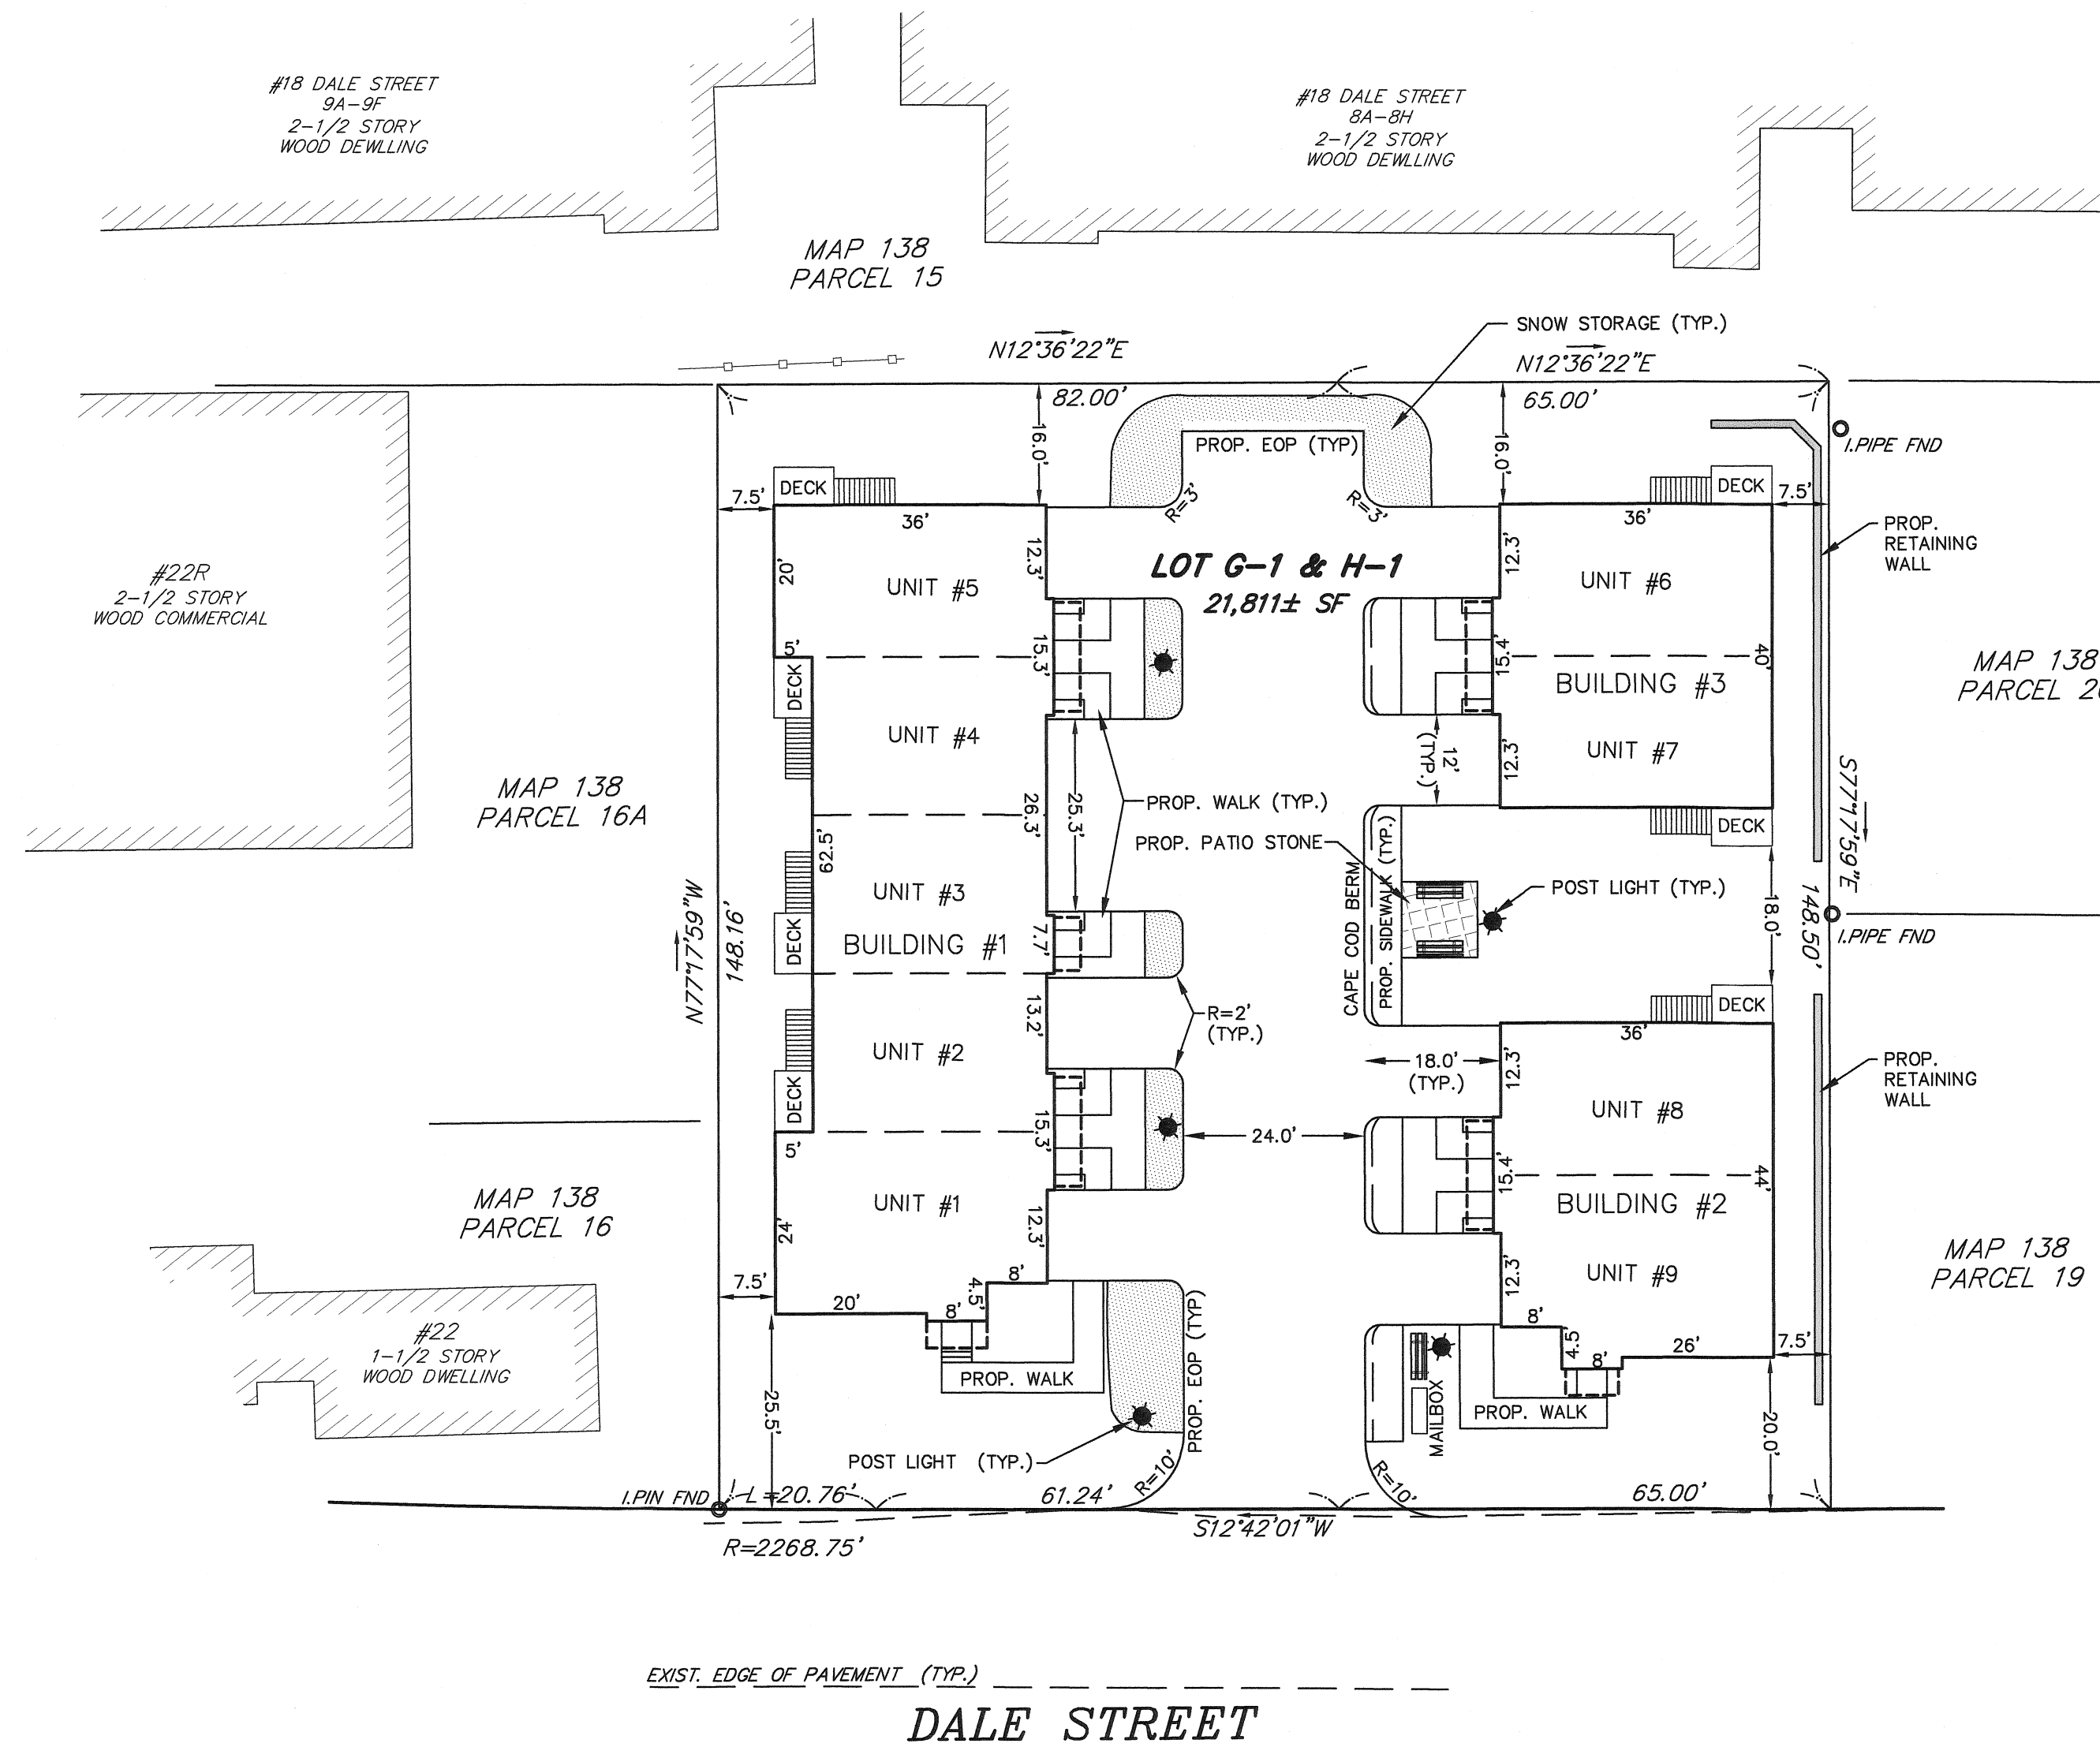 #18 DALE STREET
9A-9F
2-1/2 STORY
WOOD DEWLLING
#18 DALE STREET
8A-8H
2-1/2 STORY
WOOD DEWLLING
MAP 138
PARCEL 15
SNOW STORAGE (TYP.)
N12°36'22"E
82.00'
N12°36'22"E
65.00'
16.0'
PROP. EOP (TYP)
16.0'
I.PIPE FND
DECK
7.5'
36'
R=3'
R=3'
DECK
7.5'
36'
PROP.
RETAINING
WALL
#22R
2-1/2 STORY
WOOD COMMERCIAL
20'
UNIT #5
12.3'
LOT G-1 & H-1
21,811± SF
12.3'
UNIT #6
5'
DECK
15.3'
15.4'
40'
BUILDING #3
MAP 138
UNIT #4
12'
(TYP.)
12.3'
UNIT #7
MAP 138
PARCEL 16A
62.5'
26.3'
25.3'
PROP. WALK (TYP.)
PROP. PATIO STONE
DECK
S77°17'59"E
148.50'
N77°17'59"W
148.16'
UNIT #3
DECK
BUILDING #1
7.7'
CAPE COD BERM
PROP. SIDEWALK (TYP.)
POST LIGHT (TYP.)
18.0'
I.PIPE FND
13.2'
R=2'
(TYP.)
DECK
36'
UNIT #2
DECK
18.0'
(TYP.)
12.3'
PROP.
RETAINING
WALL
UNIT #8
5'
15.3'
24.0'
15.4'
44'
MAP 138
PARCEL 16
UNIT #1
24'
12.3'
BUILDING #2
UNIT #9
12.3'
MAP 138
PARCEL 19
7.5'
20'
8'
4.5'
8'
PROP. WALK
PROP. EOP (TYP)
8'
4.5'
8'
26'
7.5'
#22
1-1/2 STORY
WOOD DWELLING
25.5'
MAILBOX
PROP. WALK
20.0'
POST LIGHT (TYP.)
R=10'
R=10'
I.PIN FND
L=20.76'
61.24'
65.00'
S12°42'01"W
R=2268.75'
EXIST. EDGE OF PAVEMENT (TYP.)
DALE STREET